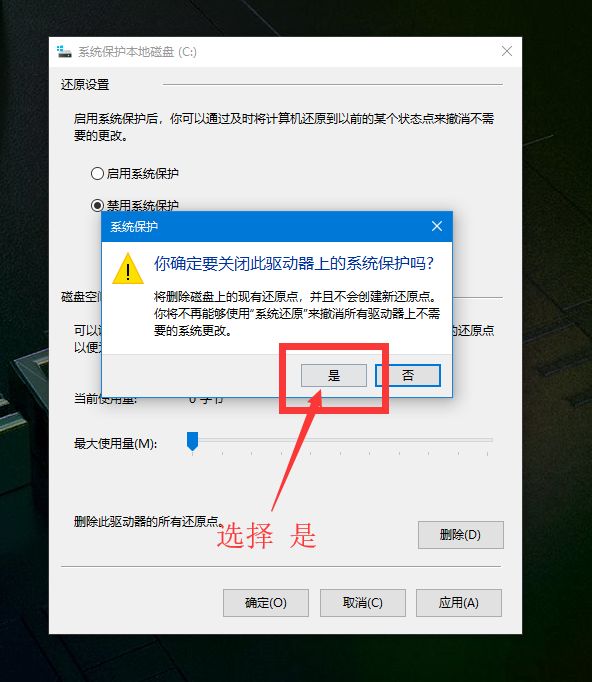 系统保护本地磁盘 (C:)
还原设置
启用系统保护后，你可以通过及时将计算机还原到以前的某个状态点来撤消不需
要的更改。
启用系统保护
禁用系统保护
系统保护
你确定要关闭此驱动器上的系统保护吗?
将删除磁盘上的现有还原点，并且不会创建新还原点。
你将不再能够使用“系统还原”来撤消所有驱动器上不需
要的系统更改。
是
否
磁盘空
可以
的还原点
以便
当前使用量:
0 字节
最大使用量(M):
删除此驱动器的所有还原点。
选择 是
删除(D)
确定(O)
取消(C)
应用(A)